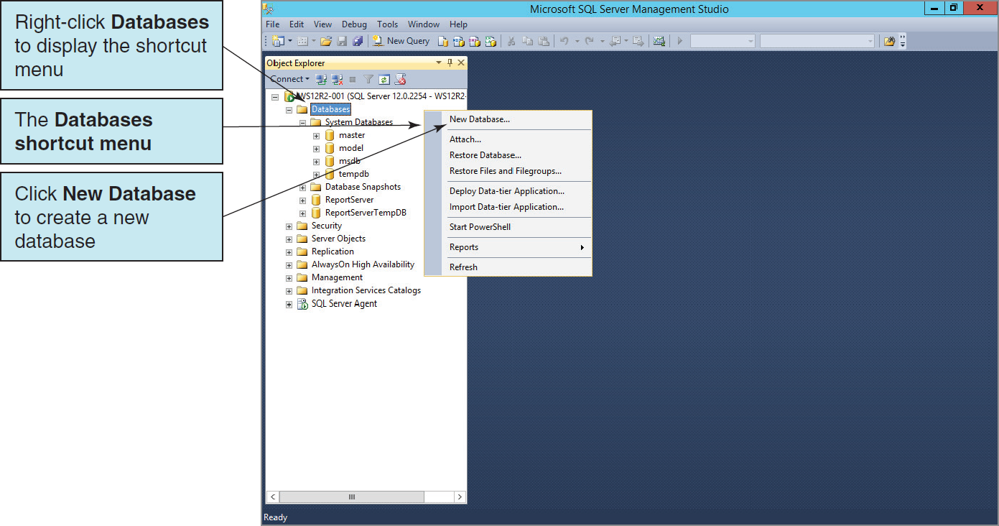 Right-click Databases
to display the shortcut
menu
The Databases
shortcut menu
Click New Database
to create a new
database
Microsoft SQL Server Management Studio
File Edit View Debug Tools Window Help
New Query
Object Explorer
Connect
WS12R2-001 (SQL Server 12.0.2254 - WS12R2-
Databases
System Databases
master
model
msdb
tempdb
Database Snapshots
ReportServer
ReportServerTempDB
Security
Server Objects
Replication
AlwaysOn High Availability
Management
Integration Services Catalogs
SQL Server Agent
New Database...
Attach...
Restore Database...
Restore Files and Filegroups...
Deploy Data-tier Application...
Import Data-tier Application...
Start PowerShell
Reports
Refresh
Ready